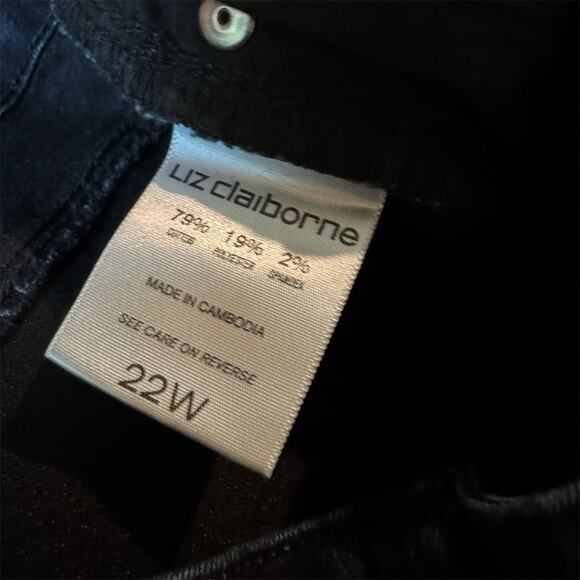 LIZ claiborne
79% 19% 2%
COTTON POLYESTER SPANDEX
MADE IN CAMBODIA
SEE CARE ON REVERSE
22W